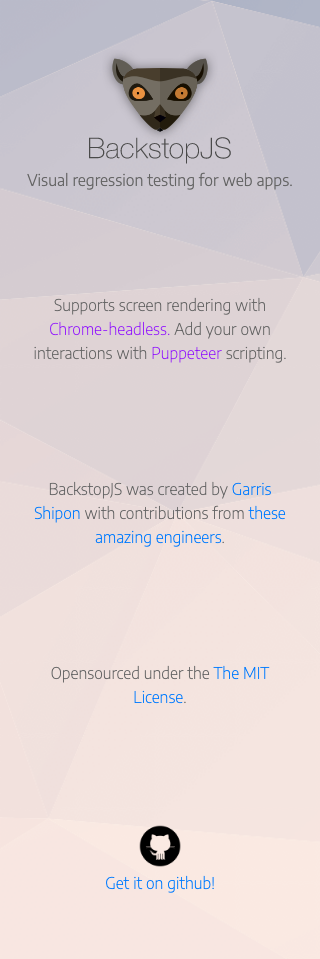 BackstopJS
Visual regression testing for web apps.
Supports screen rendering with
Chrome-headless. Add your own
interactions with Puppeteer scripting.
BackstopJS was created by Garris
Shipon with contributions from these
amazing engineers.
Opensourced under the The MIT
License.
Get it on github!